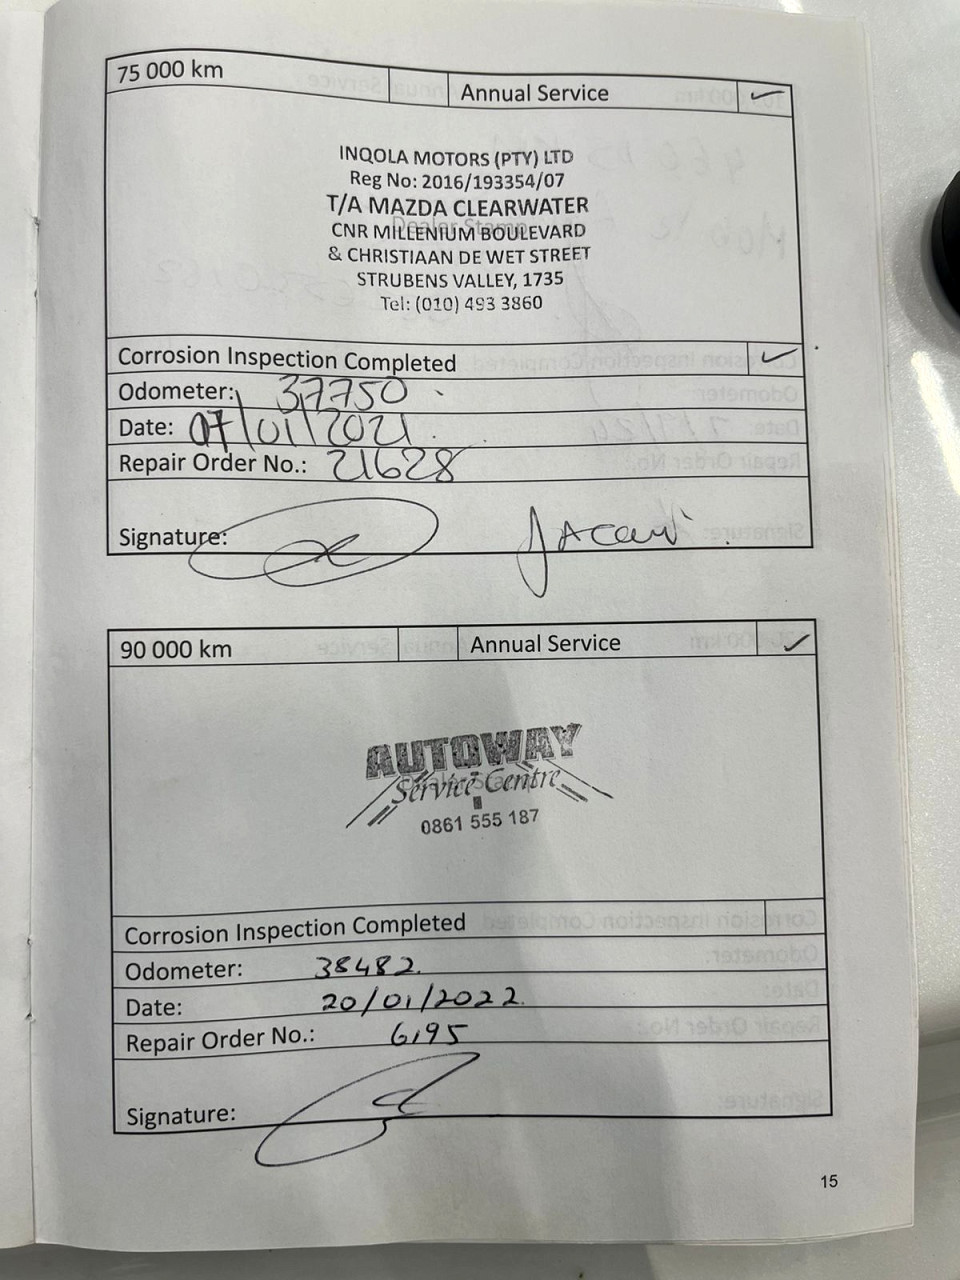 75 000 km
Annual Service
INQOLA MOTORS (PTY) LTD
Reg No: 2016/193354/07
T/A MAZDA CLEARWATER
Dealer Stamp
CNR MILLENIUM BOULEVARD
& CHRISTIAAN DE WET STREET
STRUBENS VALLEY, 1735
Tel: (010) 493 3860
Corrosion Inspection Completed
Odometer: 37750
Date: 07/01/2021
Repair Order No.: 21628
Signature:
90 000 km
Annual Service
AUTOWAY
Service Centre
0861 555 187
Corrosion Inspection Completed
Odometer: 38482
Date: 20/01/2022
Repair Order No.: 6195
Signature:
15